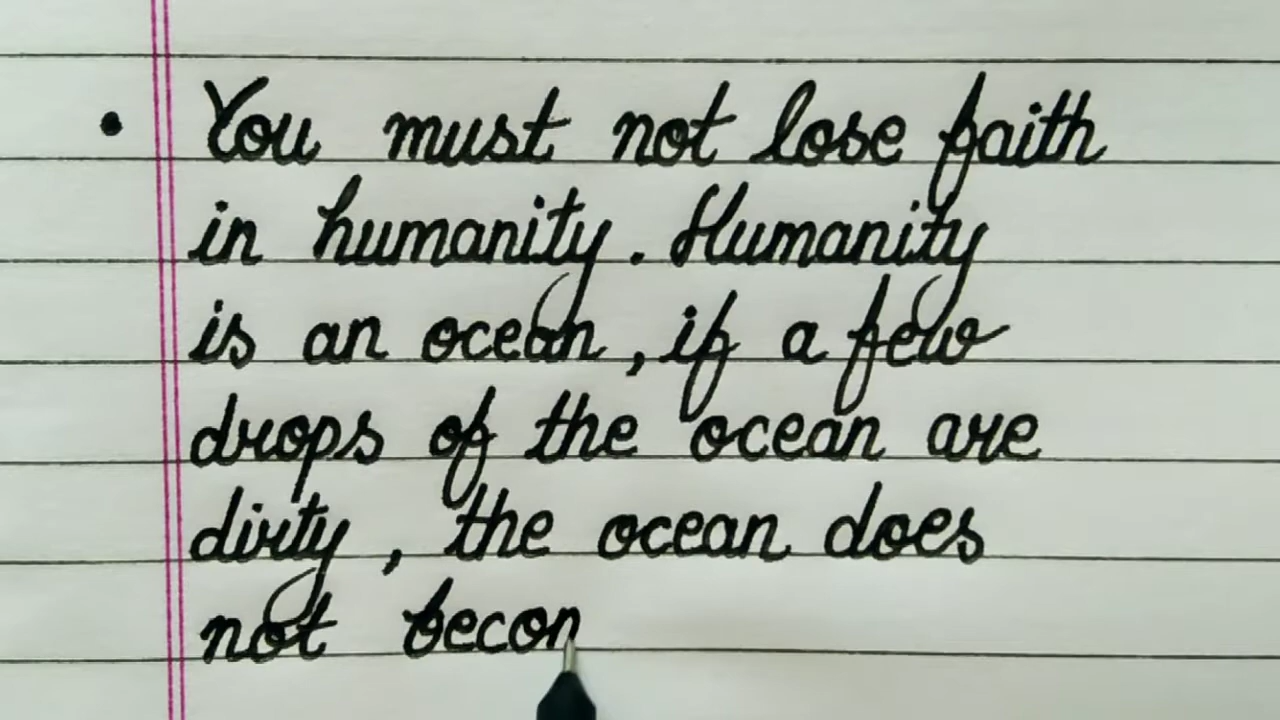 • You must not lose faith
in humanity. Humanity
is an ocean, if a few
drops of the ocean are
dirty, the ocean does
not becon